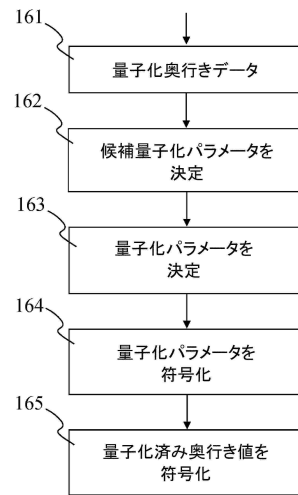 161
量子化奥行きデータ
162
候補量子化パラメータを
決定
163
量子化パラメータを
決定
164
量子化パラメータを
符号化
165
量子化済み奥行き値を
符号化